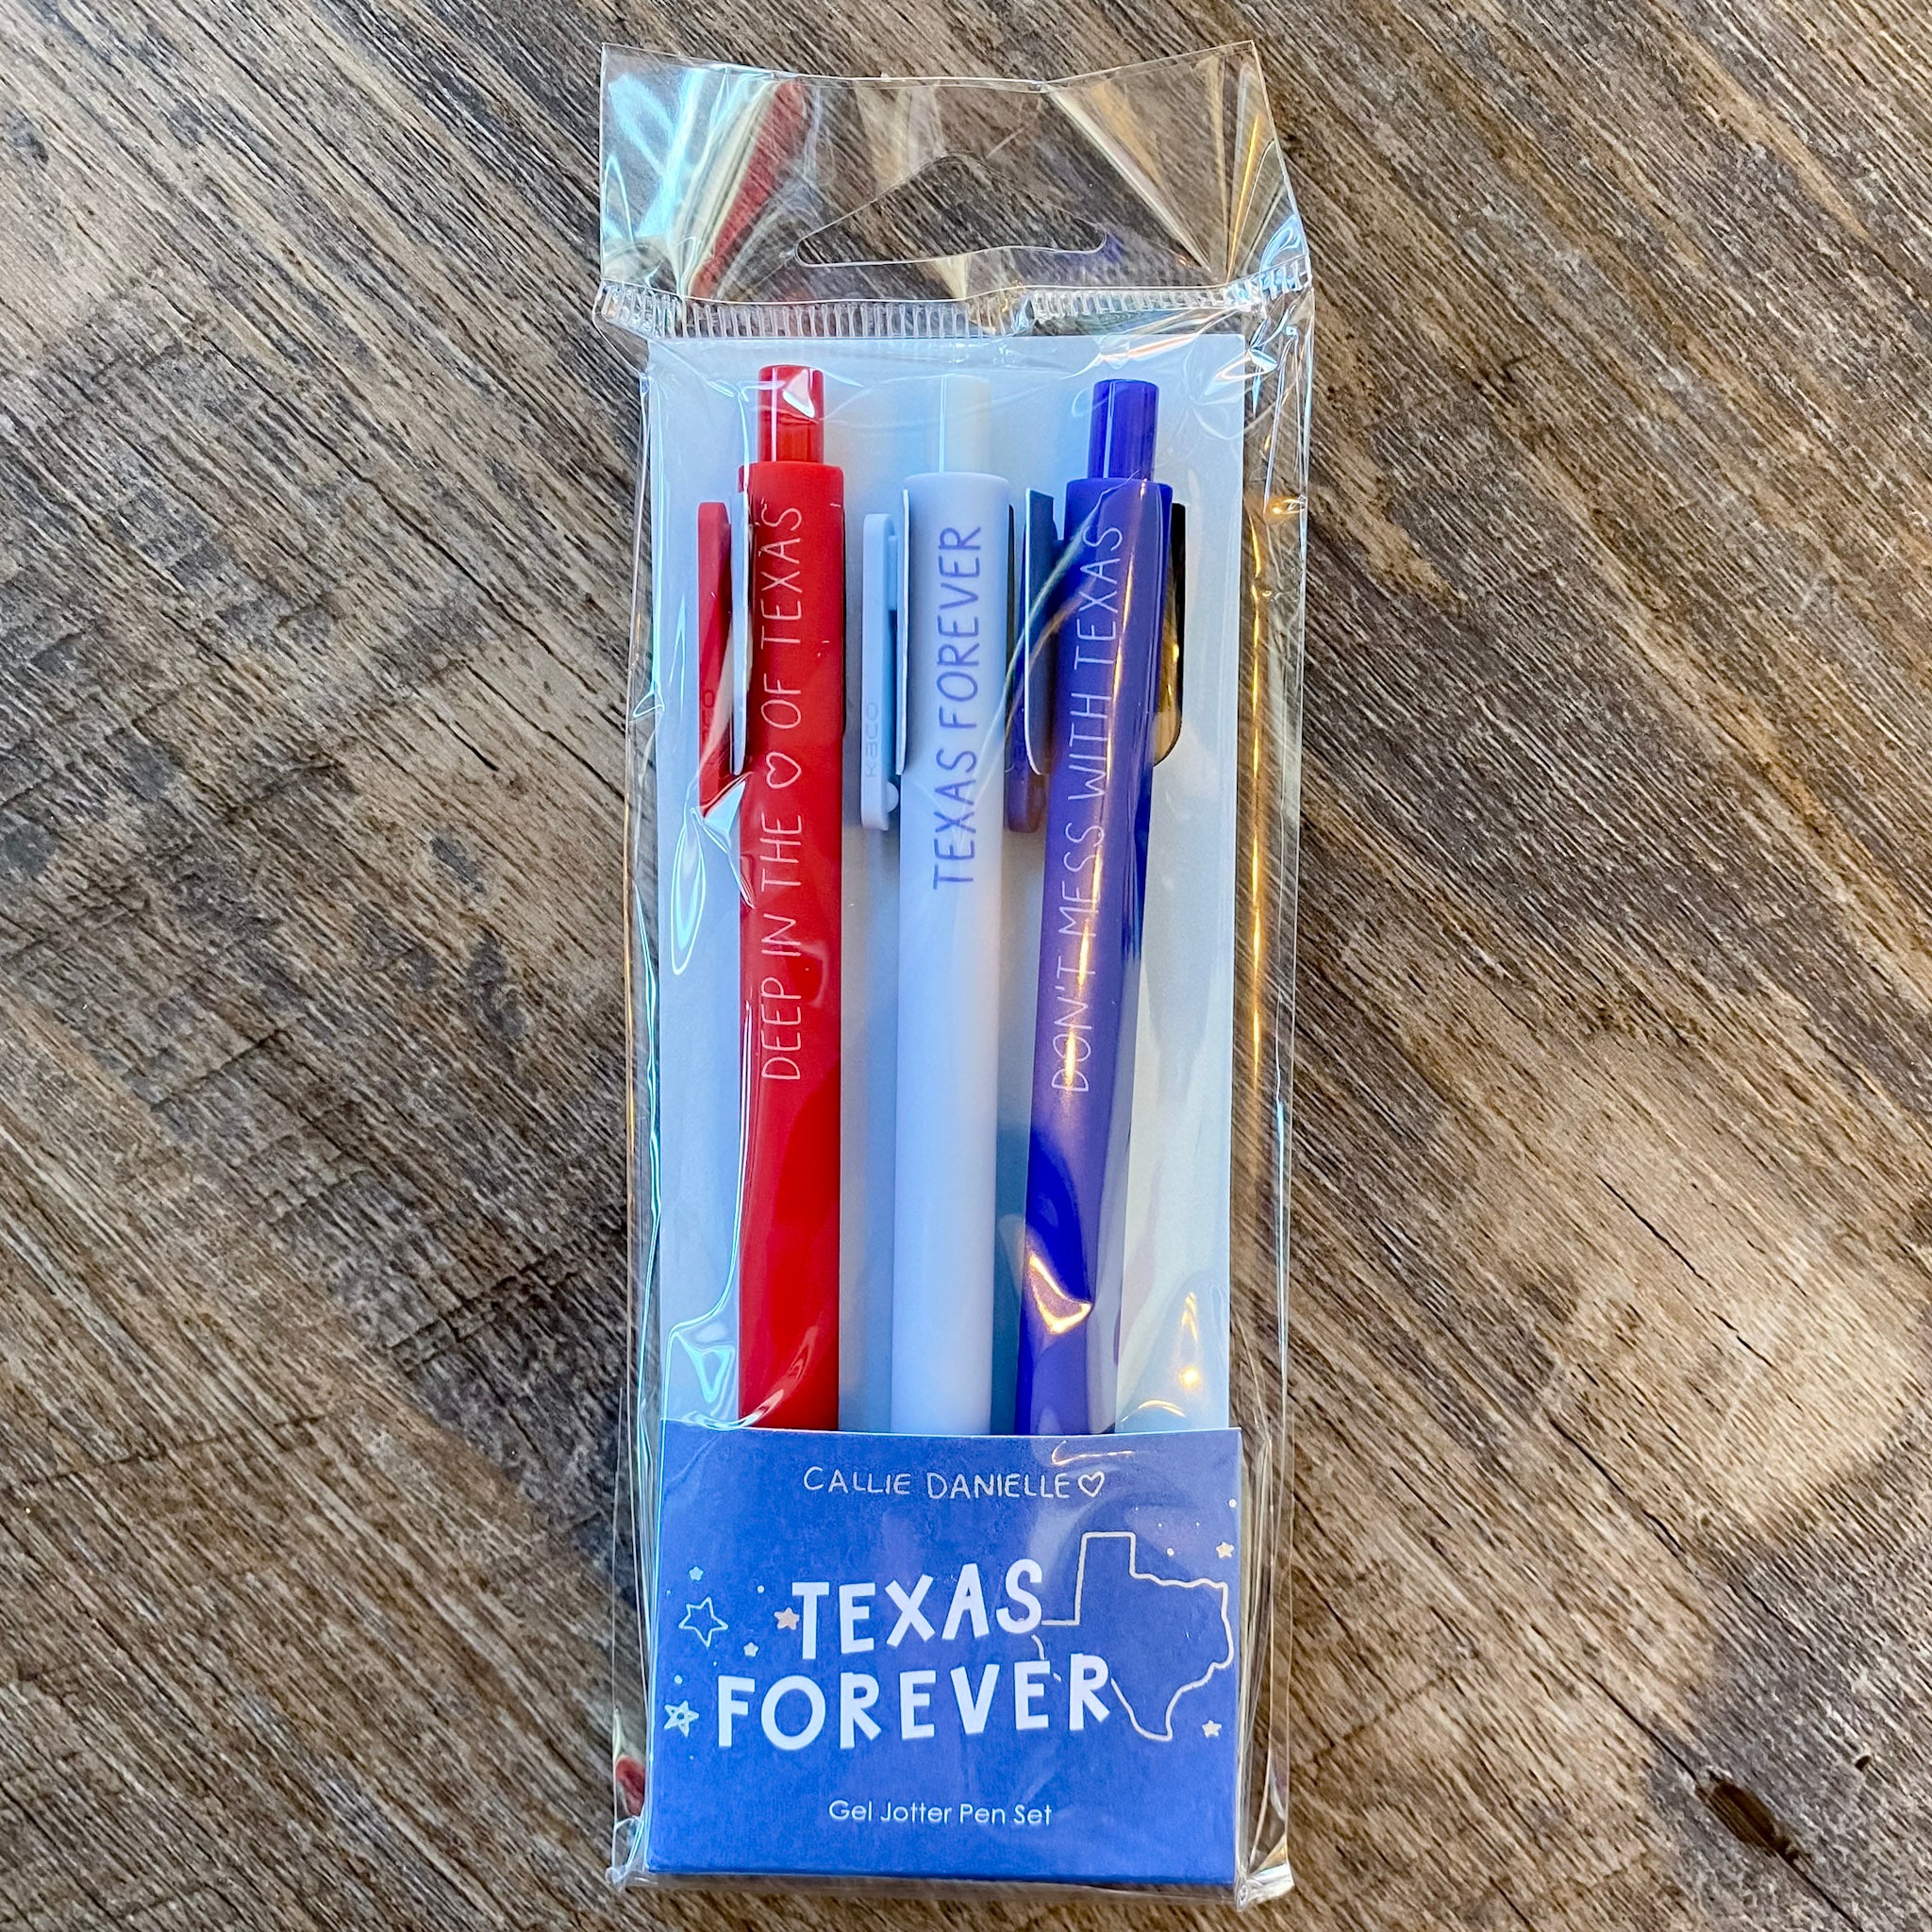 DEEP IN THE ♡ OF TEXAS
KACO
TEXAS FOREVER
DON'T MESS WITH TEXAS
CALLIE DANIELLE♡
TEXAS
FOREVER
Gel Jotter Pen Set